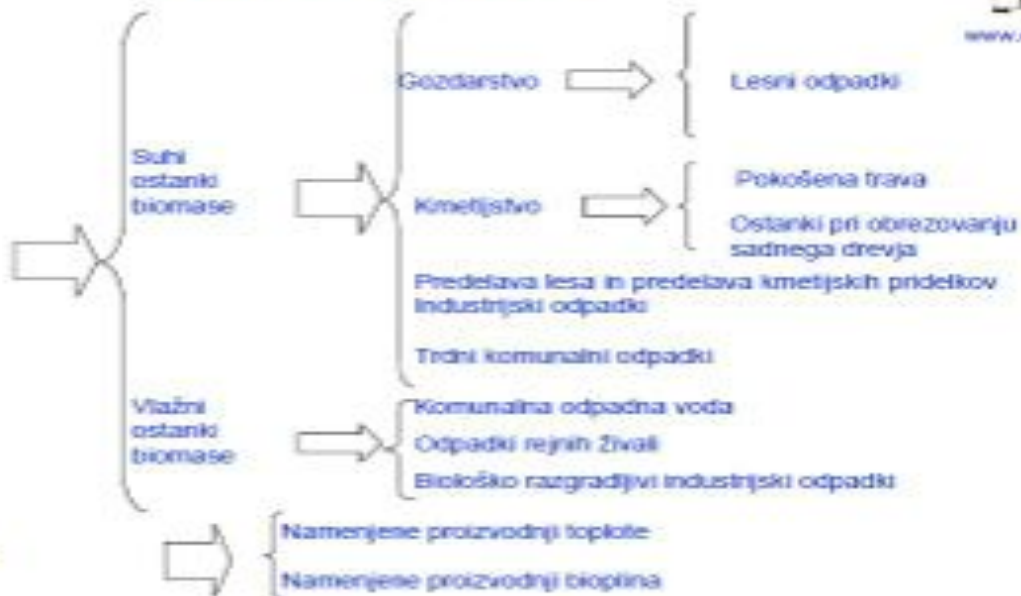 www.
Gozdarstvo
Lesni odpadki
Suhi
ostanki
biomase
Kmetijstvo
Pokošena trava
Ostanki pri obrezovanju
sadnega drevja
Predelava lesa in predelava kmetijskih pridelkov
Industrijski odpadki
Trdni komunalni odpadki
Vlažni
ostanki
biomase
Komunalna odpadna voda
Odpadki rejnih živali
Biološko razgradljivi industrijski odpadki
Namenjene proizvodnji toplote
Namenjene proizvodnji bioplina